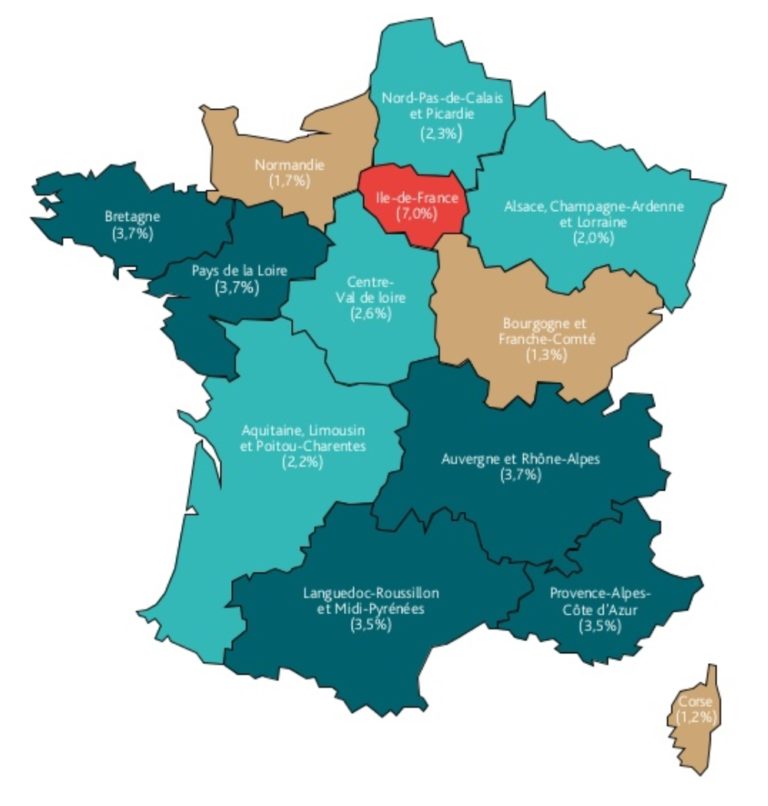 Nord-Pas-de-Calais
et Picardie
(2,3%)
Normandie
(1,7%)
Ile-de-France
(7,0%)
Alsace, Champagne-Ardenne
et Lorraine
(2,0%)
Bretagne
(3,7%)
Pays de la Loire
(3,7%)
Centre-
Val de loire
(2,6%)
Bourgogne et
Franche-Comté
(1,3%)
Aquitaine, Limousin
et Poitou-Charentes
(2,2%)
Auvergne et Rhône-Alpes
(3,7%)
Languedoc-Roussillon
et Midi-Pyrénées
(3,5%)
Provence-Alpes-
Côte d'Azur
(3,5%)
Corse
(1,2%)